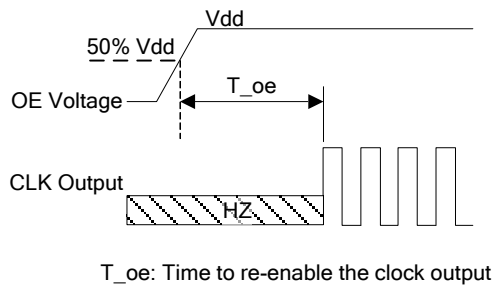 Vdd
50% Vdd
T_oe
OE Voltage
CLK Output
HZ
T_oe: Time to re-enable the clock output